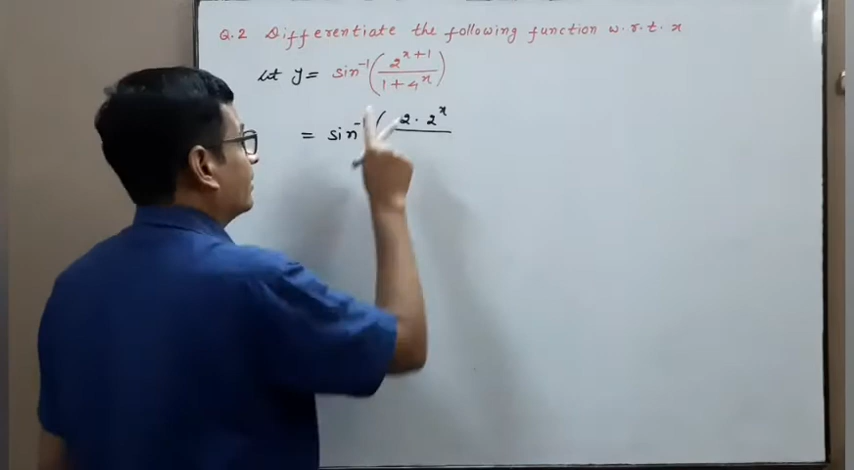 Q.2 Differentiate the following function w.r.t. x
let y = sin⁻¹(2^(x+1)/(1+4^x))
= sin⁻¹(2·2^x